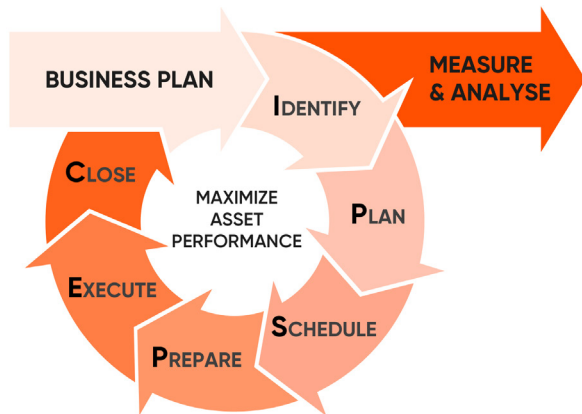 BUSINESS PLAN
MEASURE
& ANALYSE
IDENTIFY
PLAN
SCHEDULE
PREPARE
EXECUTE
CLOSE
MAXIMIZE
ASSET
PERFORMANCE